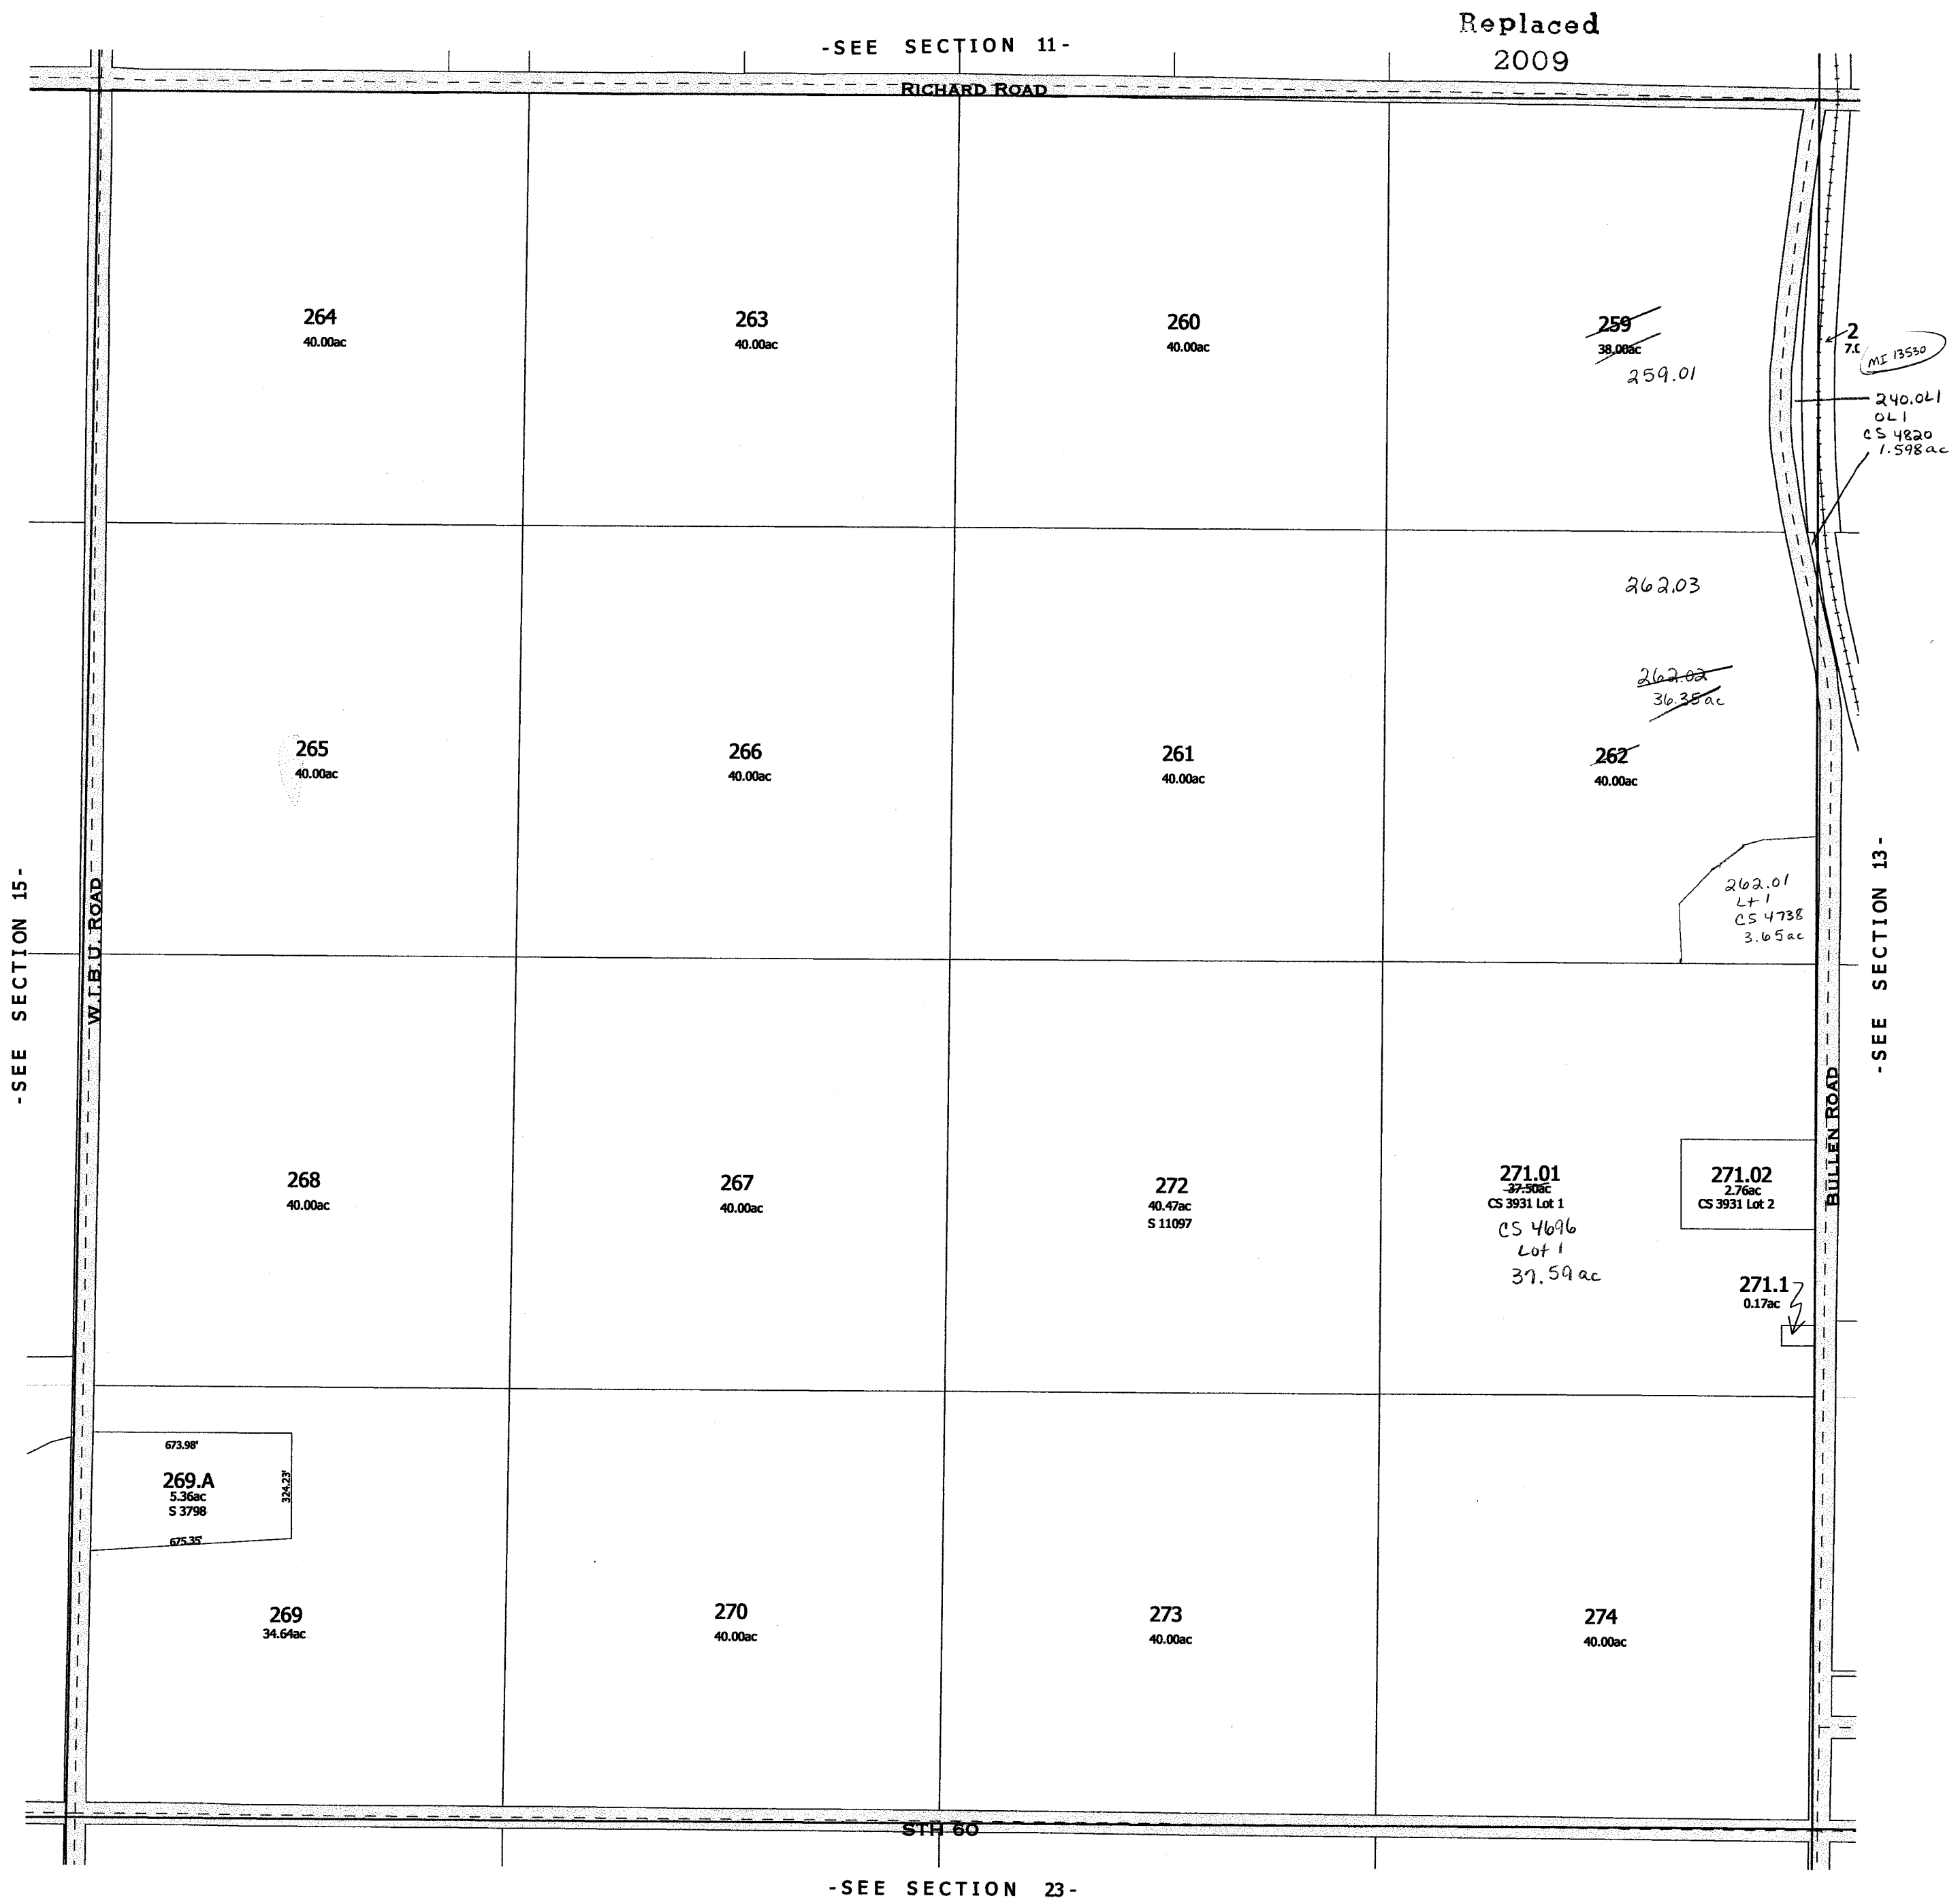 Replaced
2009
-SEE SECTION 11-
RICHARD ROAD
264
40.00ac
263
40.00ac
260
40.00ac
259
38.00ac
259.01
2
MI 13530
240.0L1
OL1
CS 4820
1.598ac
262.03
262.02
36.35ac
265
40.00ac
266
40.00ac
261
40.00ac
262
40.00ac
262.01
Lt 1
CS 4738
3.65ac
-SEE SECTION 15-
W.I.B.U. ROAD
-SEE SECTION 13-
BULLEN ROAD
268
40.00ac
267
40.00ac
272
40.47ac
S 11097
271.01
37.50ac
CS 3931 Lot 1
CS 4696
Lot 1
37.59ac
271.02
2.76ac
CS 3931 Lot 2
271.1
0.17ac
673.98'
269.A
5.36ac
S 3798
324.23'
675.35'
269
34.64ac
270
40.00ac
273
40.00ac
274
40.00ac
STH 60
-SEE SECTION 23-